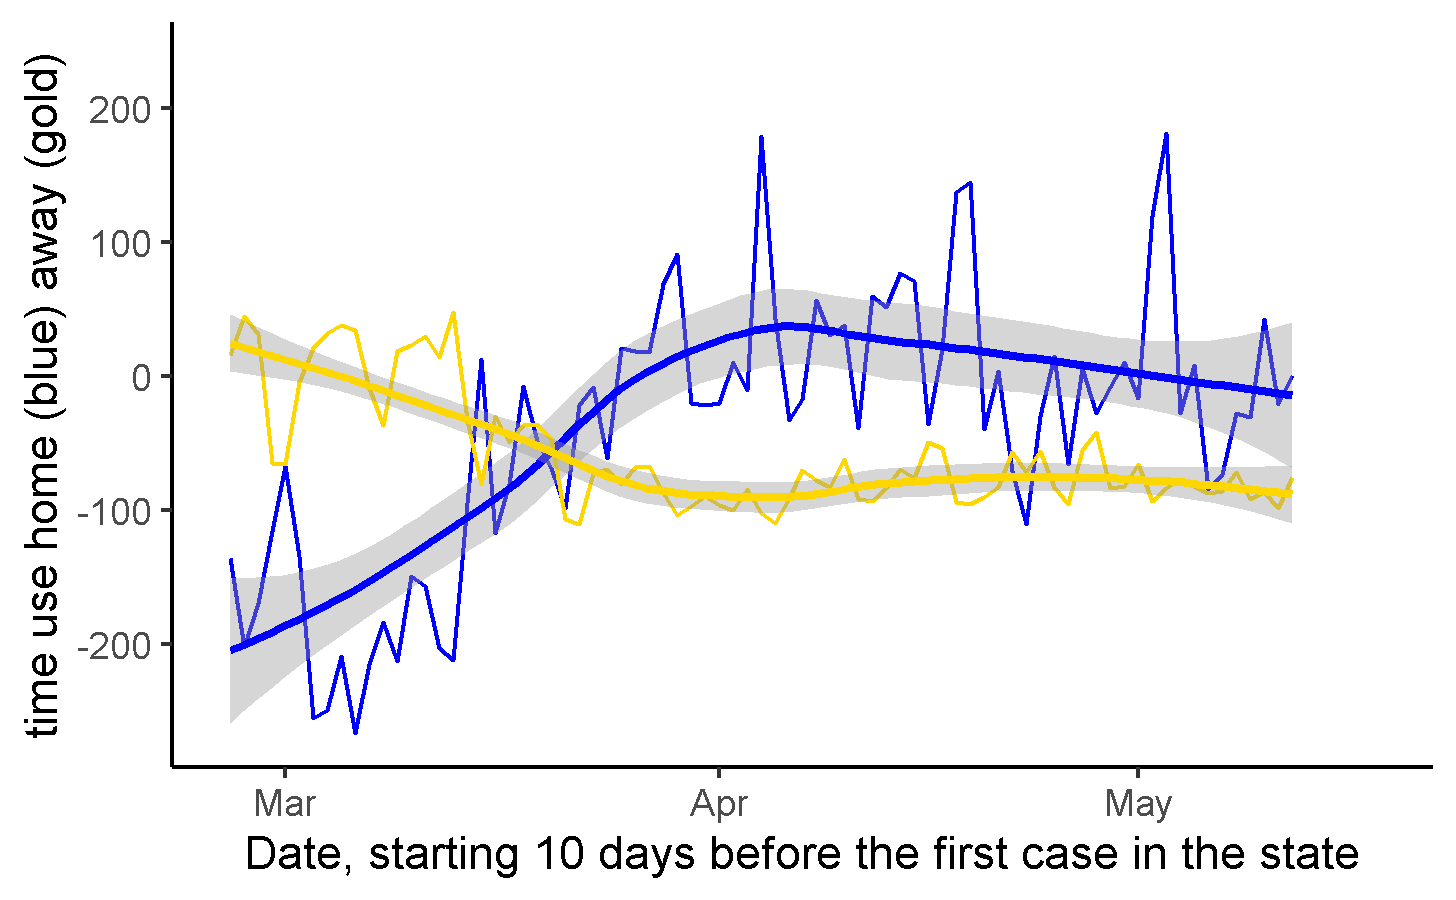 time use home (blue) away (gold)
200
100
0
-100
-200
Mar Apr May
Date, starting 10 days before the first case in the state